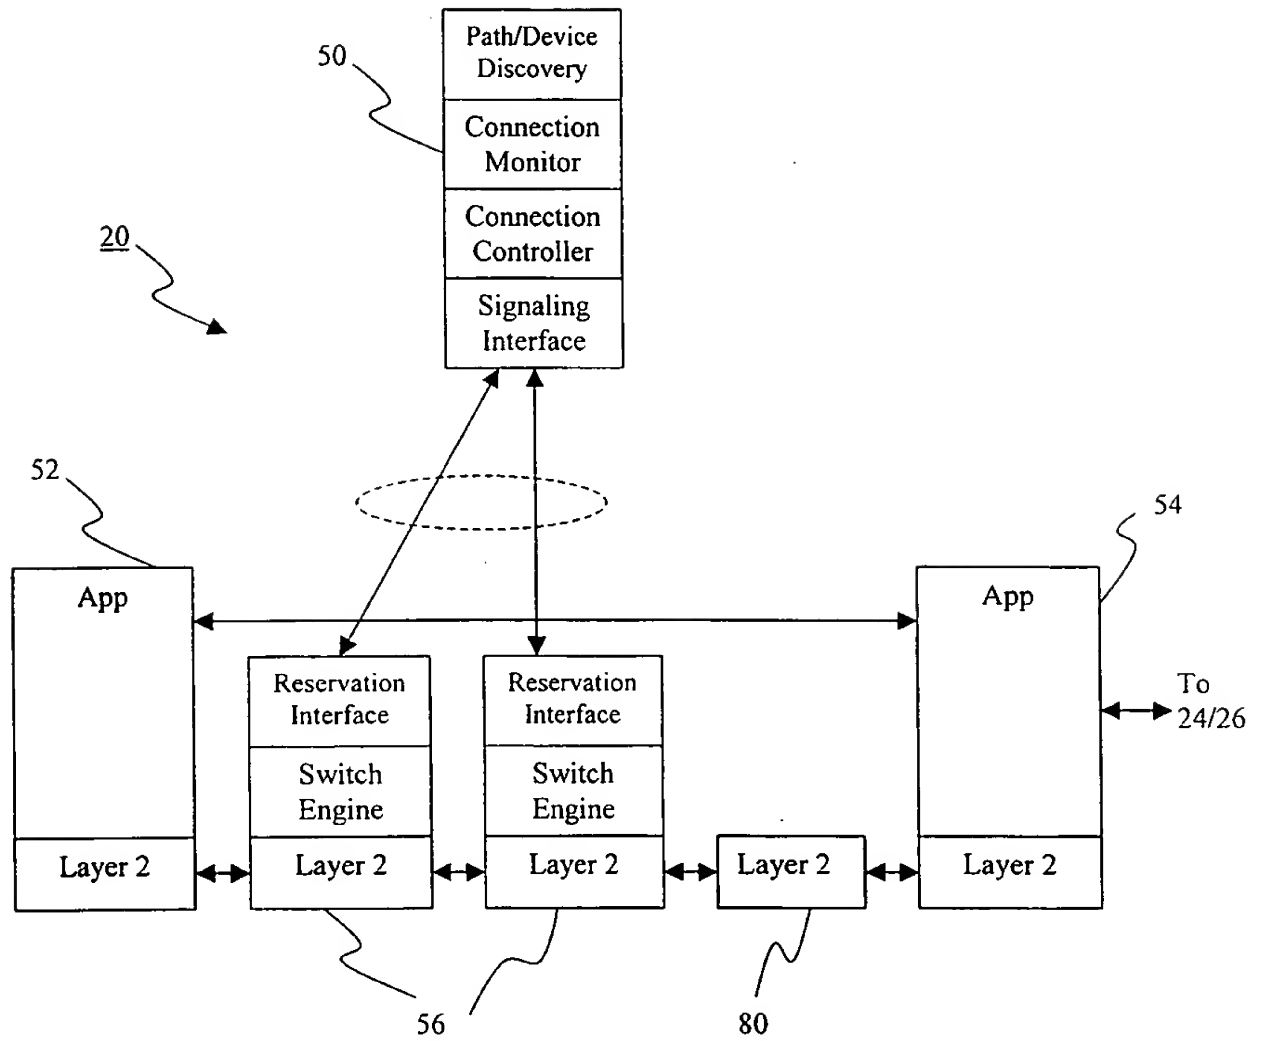 50
Path/Device
Discovery
Connection
Monitor
Connection
Controller
Signaling
Interface
20
52
54
App
App
Reservation
Interface
Reservation
Interface
To
24/26
Switch
Engine
Switch
Engine
Layer 2
Layer 2
Layer 2
Layer 2
Layer 2
56
80